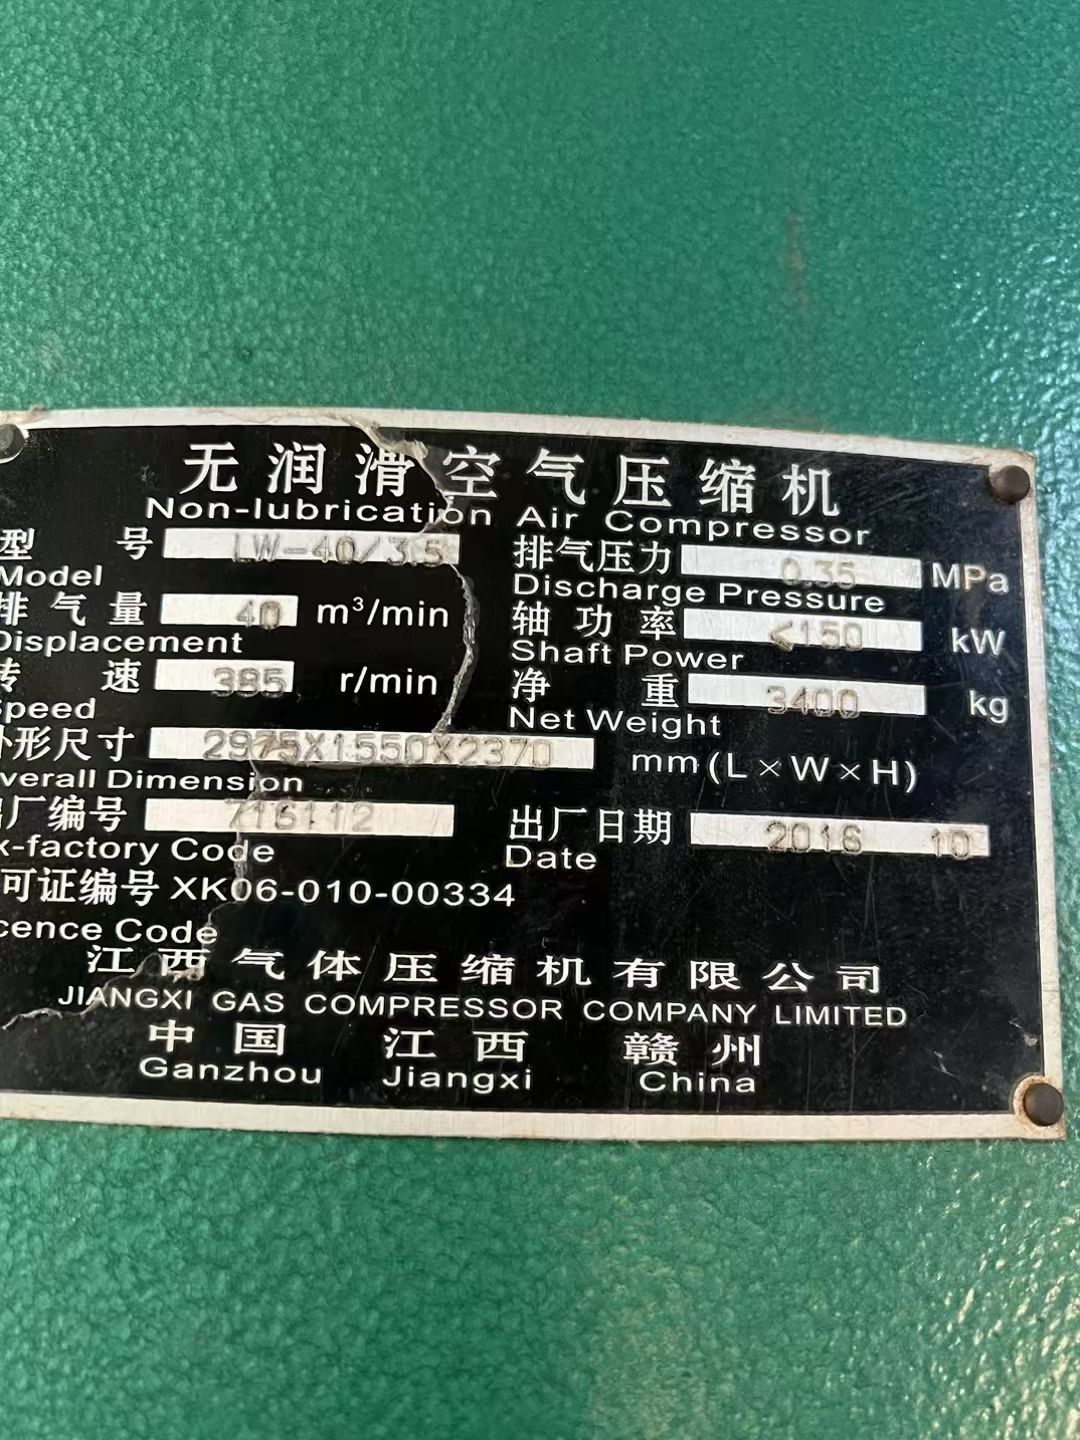 无润滑空气压缩机
Non-lubrication Air Compressor
型 号 LW-40/3.5 排气压力 0.35 MPa
Model Discharge Pressure
排气量 40 m³/min 轴功率 <150 kW
Displacement Shaft Power
转 速 385 r/min 净 重 3400 kg
Speed Net Weight
外形尺寸 2975X1550X2370 mm(L×W×H)
verall Dimension
出厂编号 716112 出厂日期 2016 10
x-factory Code Date
可证编号 XK06-010-00334
cence Code
江西气体压缩机有限公司
JIANGXI GAS COMPRESSOR COMPANY LIMITED
中国 江西 赣州
Ganzhou Jiangxi China